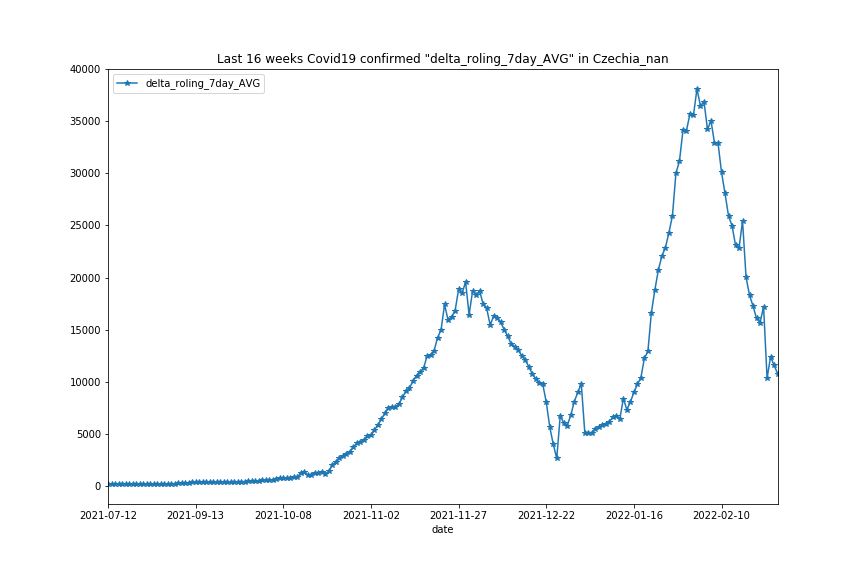 Last 16 weeks Covid19 confirmed "delta_roling_7day_AVG" in Czechia_nan
delta_roling_7day_AVG
40000
35000
30000
25000
20000
15000
10000
5000
0
2021-07-12 2021-09-13 2021-10-08 2021-11-02 2021-11-27 2021-12-22 2022-01-16 2022-02-10
date